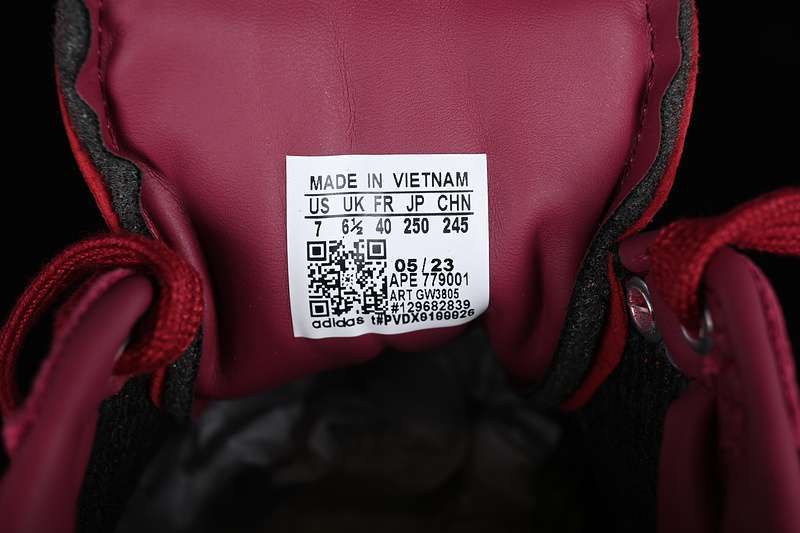 MADE IN VIETNAM
US UK FR JP CHN
7 6½ 40 250 245
05/23
APE 779001
ART GW3805
#129682839
adidas t#PVDX9199926